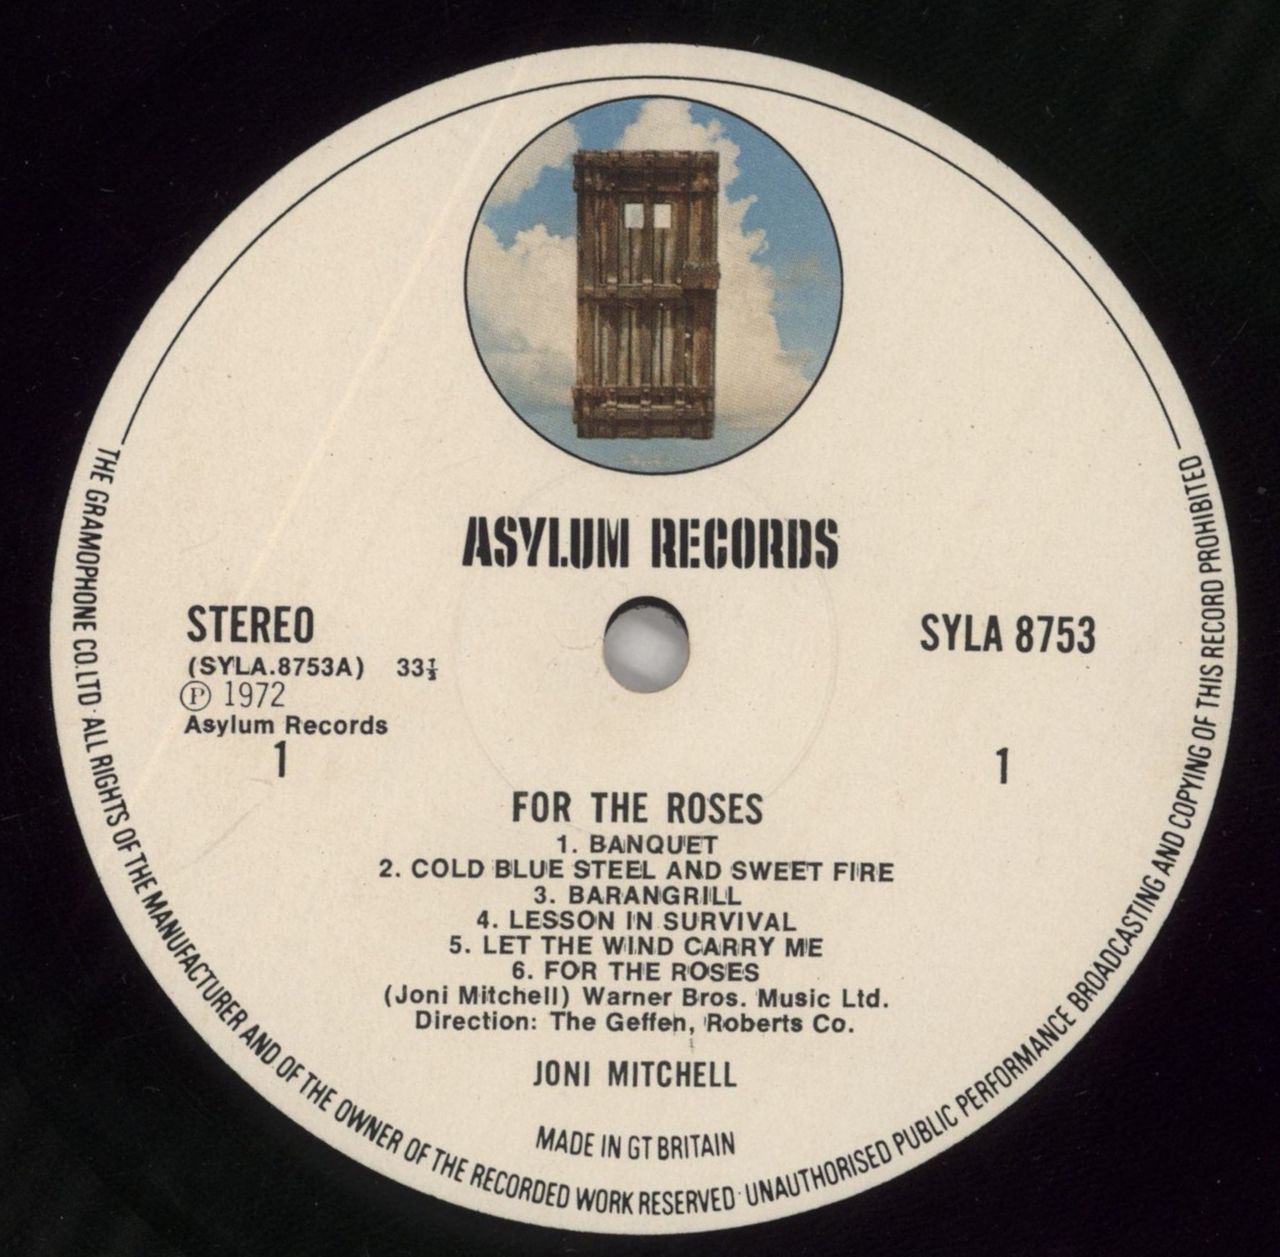 ASYLUM RECORDS
STEREO
(SYLA.8753A) 33⅓
Ⓟ 1972
Asylum Records
1
SYLA 8753
1
FOR THE ROSES
1. BANQUET
2. COLD BLUE STEEL AND SWEET FIRE
3. BARANGRILL
4. LESSON IN SURVIVAL
5. LET THE WIND CARRY ME
6. FOR THE ROSES
(Joni Mitchell) Warner Bros. Music Ltd.
Direction: The Geffen, Roberts Co.
JONI MITCHELL
MADE IN GT BRITAIN
THE GRAMOPHONE CO.LTD·ALL RIGHTS OF THE MANUFACTURER AND OF THE OWNER OF THE RECORDED WORK RESERVED·UNAUTHORISED PUBLIC PERFORMANCE BROADCASTING AND COPYING OF THIS RECORD PROHIBITED